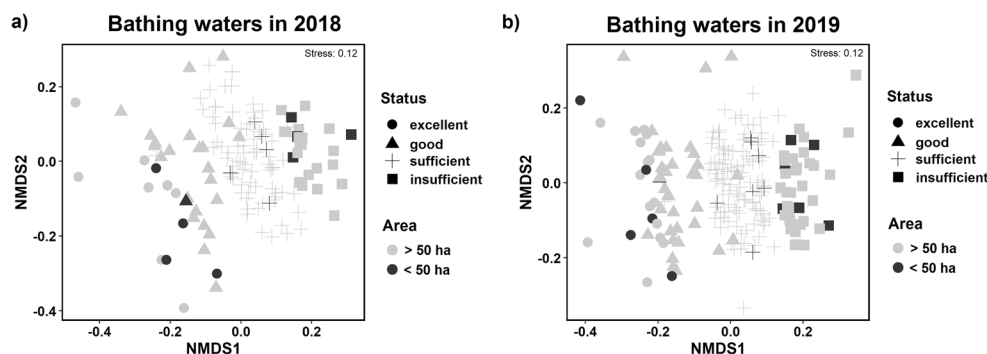 a) Bathing waters in 2018
Stress: 0.12
0.2
0.0
-0.2
-0.4
NMDS2
-0.4 -0.2 0.0 0.2
NMDS1
Status
excellent
good
sufficient
insufficient
Area
> 50 ha
< 50 ha
b) Bathing waters in 2019
Stress: 0.12
0.2
0.0
-0.2
NMDS2
-0.4 -0.2 0.0 0.2
NMDS1
Status
excellent
good
sufficient
insufficient
Area
> 50 ha
< 50 ha